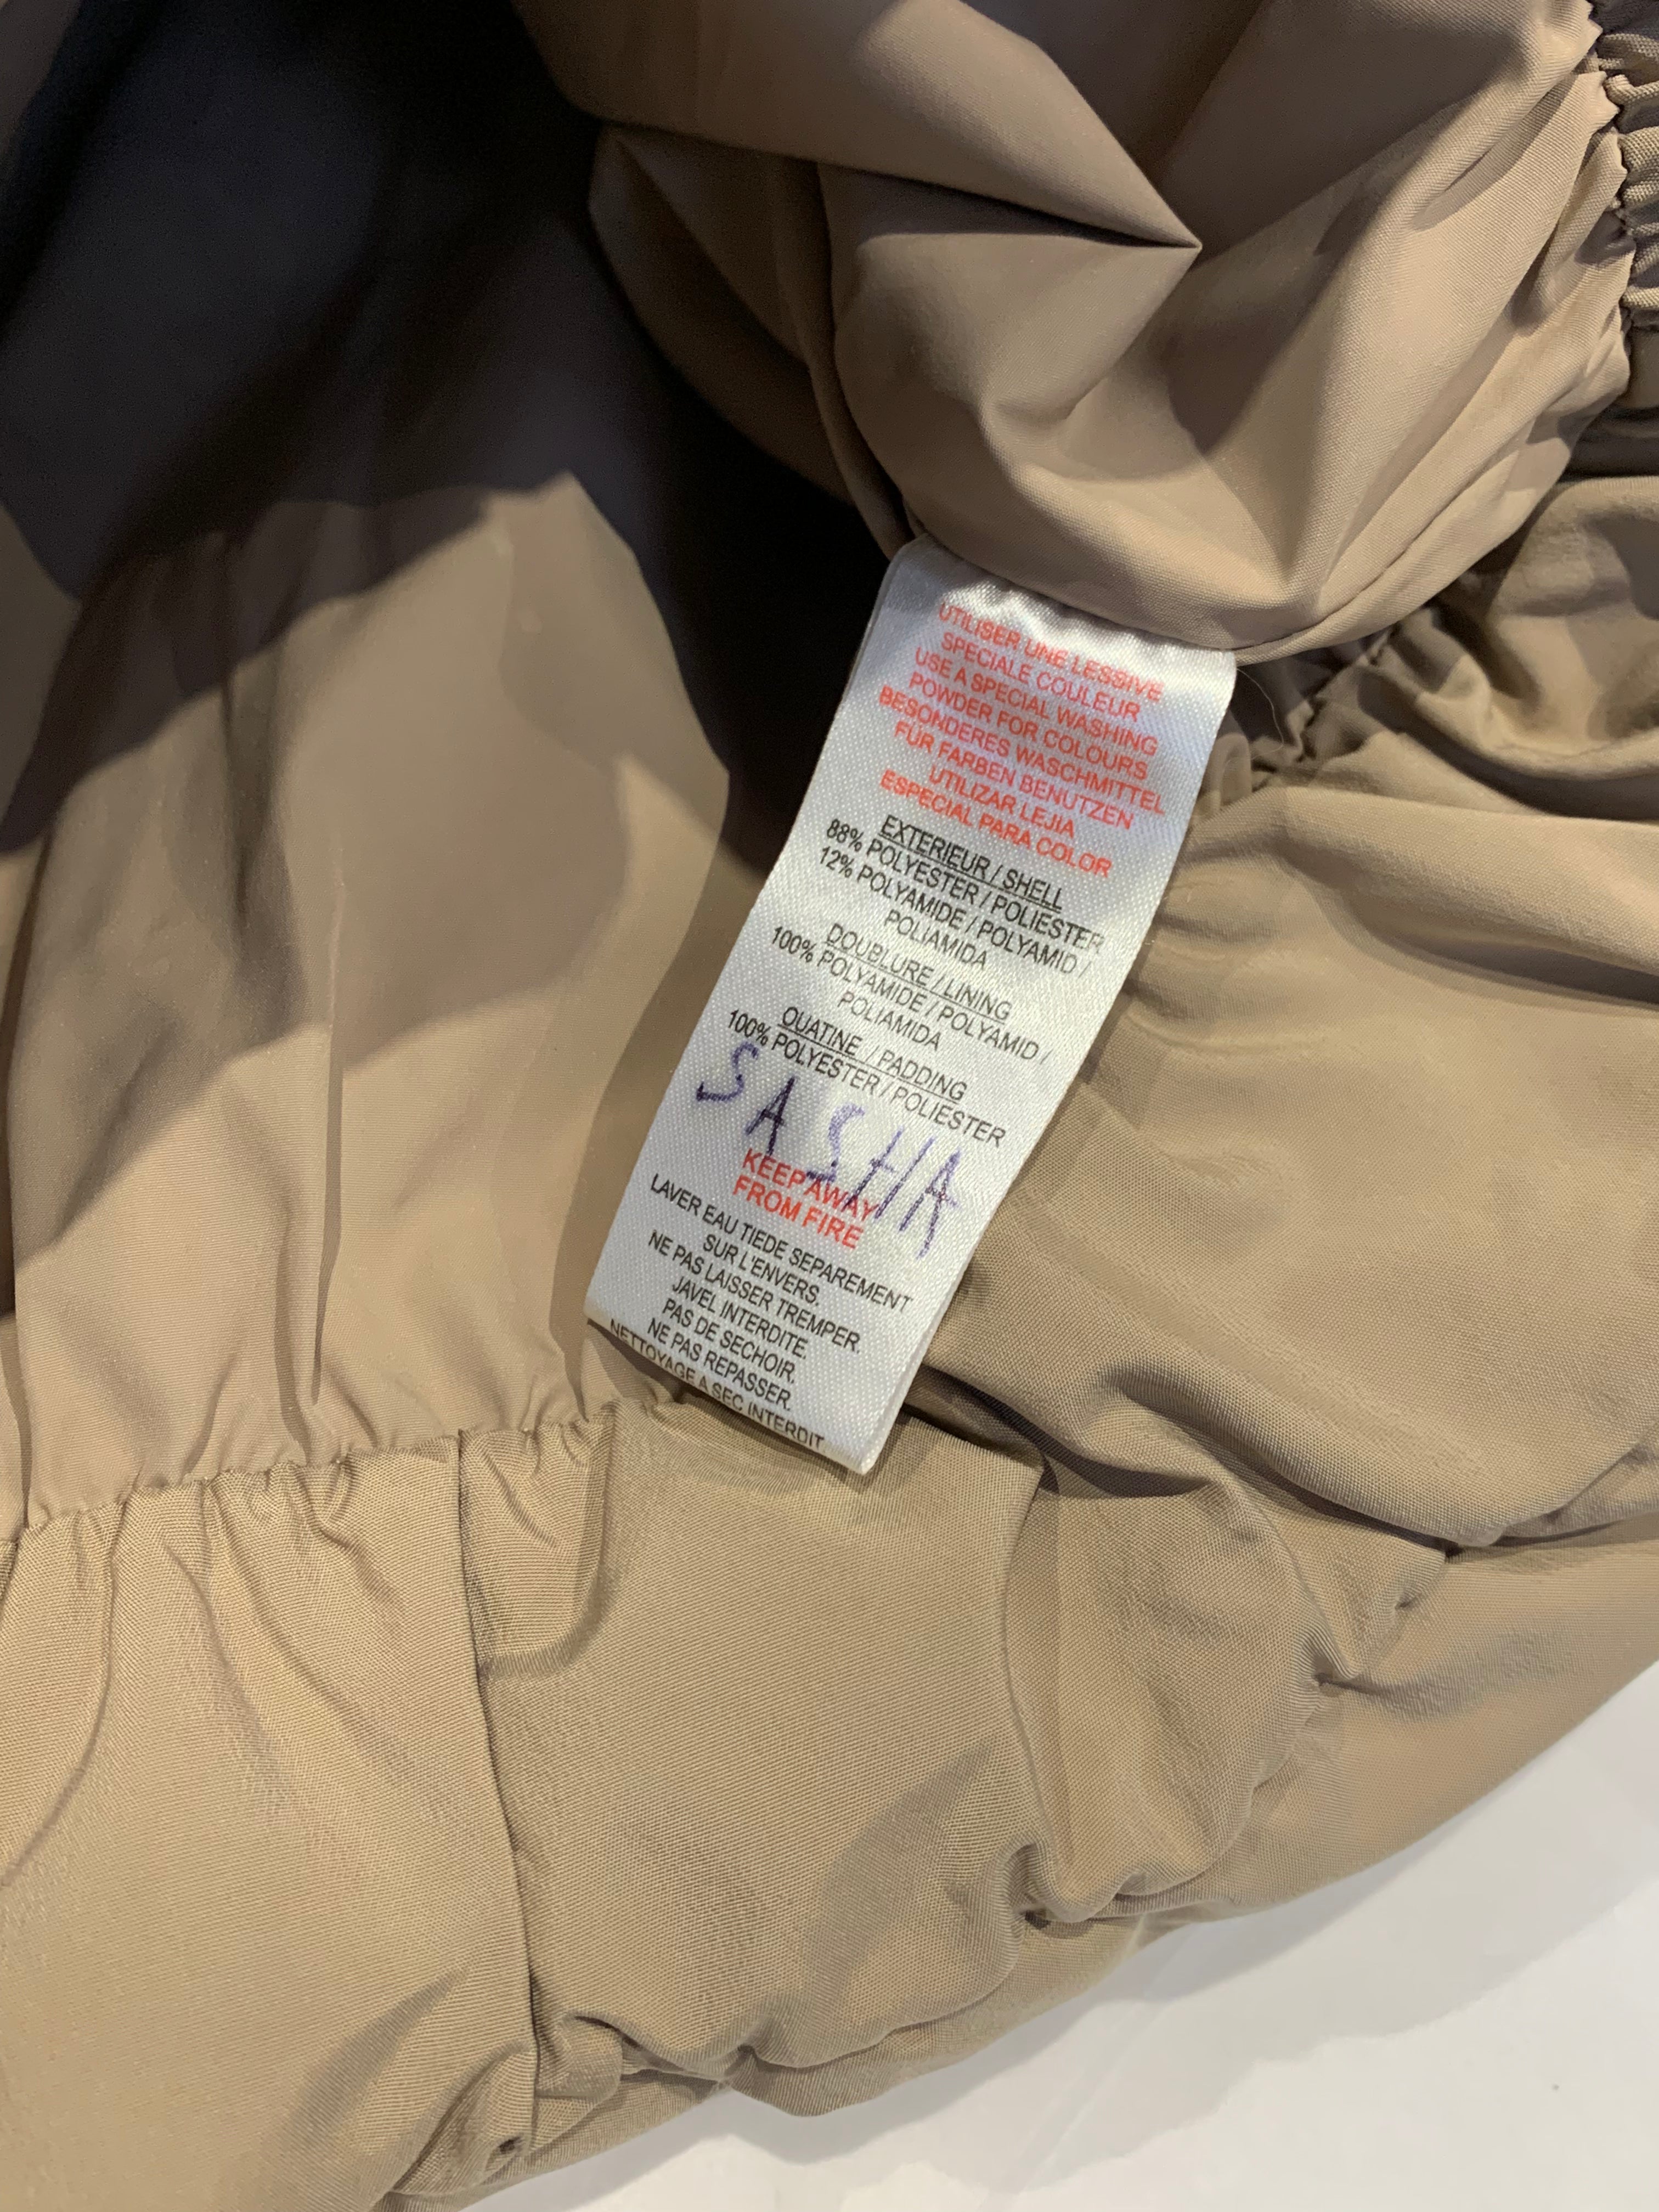 UTILISER UNE LESSIVE
SPECIALE COULEUR
USE A SPECIAL WASHING
POWDER FOR COLOURS
BESONDERES WASCHMITTEL
FÜR FARBEN BENUTZEN
UTILIZAR LEJIA
ESPECIAL PARA COLOR
EXTERIEUR / SHELL
88% POLYESTER / POLIESTER
12% POLYAMIDE / POLYAMID /
POLIAMIDA
DOUBLURE / LINING
100% POLYAMIDE / POLYAMID /
POLIAMIDA
OUATINE / PADDING
100% POLYESTER / POLIESTER
SASHA
KEEP AWAY
FROM FIRE
LAVER EAU TIEDE SEPAREMENT
SUR L'ENVERS.
NE PAS LAISSER TREMPER.
JAVEL INTERDITE.
PAS DE SECHOIR.
NE PAS REPASSER.
NETTOYAGE A SEC INTERDIT